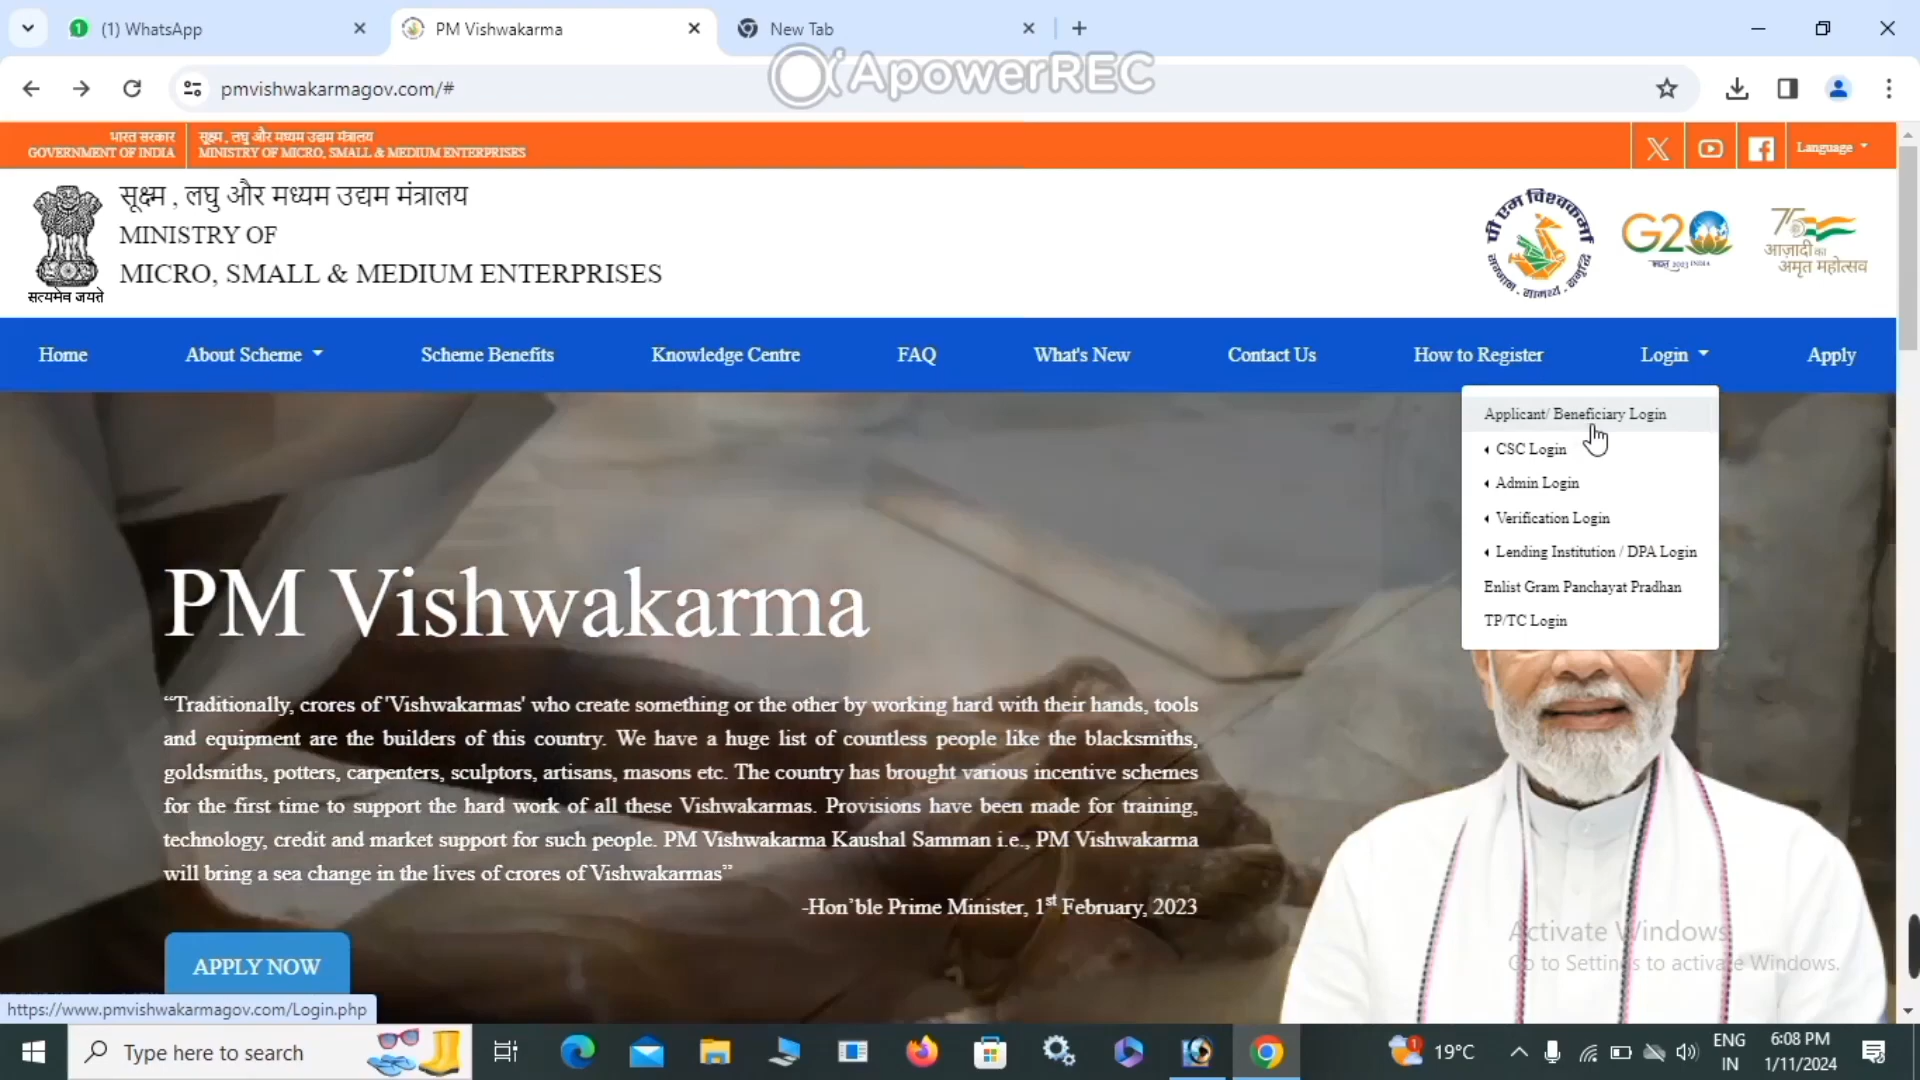 (1) WhatsApp
PM Vishwakarma
New Tab
ApowerREC
pmvishwakarmagov.com/#
भारत सरकार
GOVERNMENT OF INDIA
सूक्ष्म , लघु और मध्यम उद्यम मंत्रालय
MINISTRY OF MICRO, SMALL & MEDIUM ENTERPRISES
Language
सूक्ष्म , लघु और मध्यम उद्यम मंत्रालय
MINISTRY OF
MICRO, SMALL & MEDIUM ENTERPRISES
सत्यमेव जयते
पी एम विश्वकर्मा
सम्मान . सामर्थ्य . समृद्धि
G20
भारत 2023 INDIA
75
आज़ादी का
अमृत महोत्सव
Home
About Scheme
Scheme Benefits
Knowledge Centre
FAQ
What's New
Contact Us
How to Register
Login
Apply
Applicant/ Beneficiary Login
CSC Login
Admin Login
Verification Login
Lending Institution / DPA Login
Enlist Gram Panchayat Pradhan
TP/TC Login
PM Vishwakarma
“Traditionally, crores of 'Vishwakarmas' who create something or the other by working hard with their hands, tools
and equipment are the builders of this country. We have a huge list of countless people like the blacksmiths,
goldsmiths, potters, carpenters, sculptors, artisans, masons etc. The country has brought various incentive schemes
for the first time to support the hard work of all these Vishwakarmas. Provisions have been made for training,
technology, credit and market support for such people. PM Vishwakarma Kaushal Samman i.e., PM Vishwakarma
will bring a sea change in the lives of crores of Vishwakarmas”
-Hon’ble Prime Minister, 1st February, 2023
APPLY NOW
Activate Windows
Go to Settings to activate Windows.
https://www.pmvishwakarmagov.com/Login.php
Type here to search
19°C
ENG
IN
6:08 PM
1/11/2024